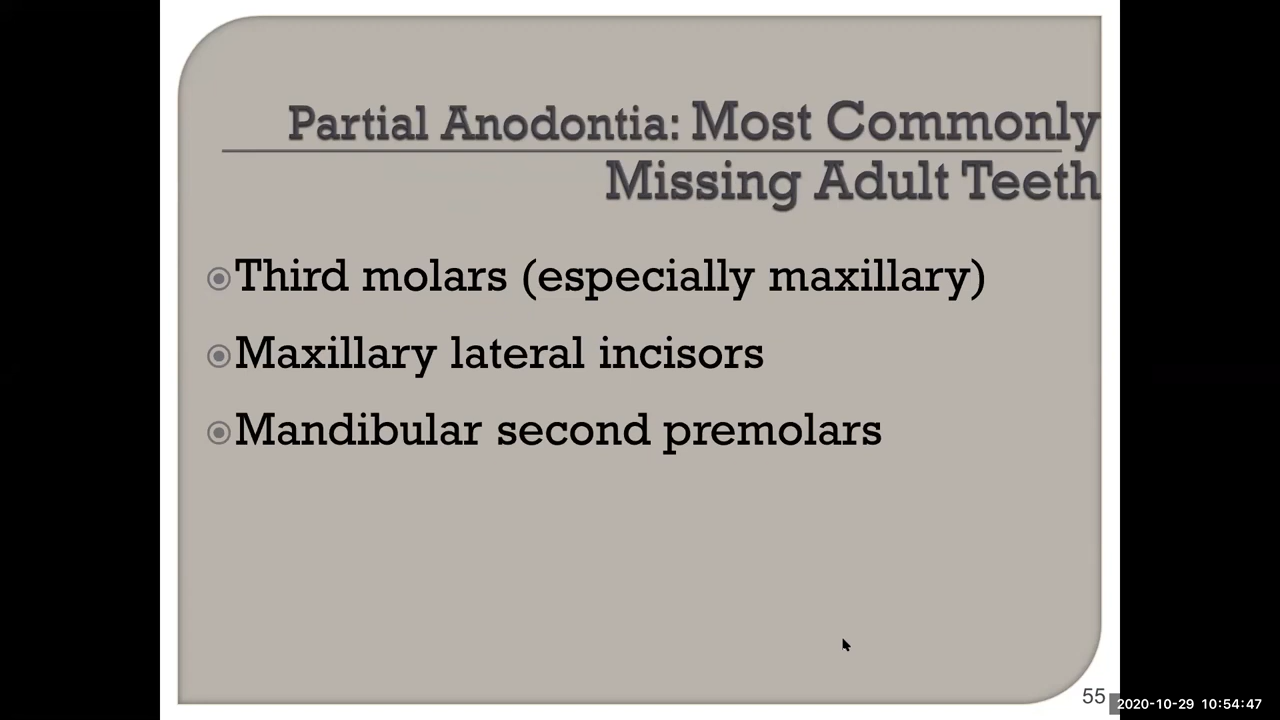 Partial Anodontia: Most Commonly
Missing Adult Teeth
Third molars (especially maxillary)
Maxillary lateral incisors
Mandibular second premolars
55
2020-10-29 10:54:47